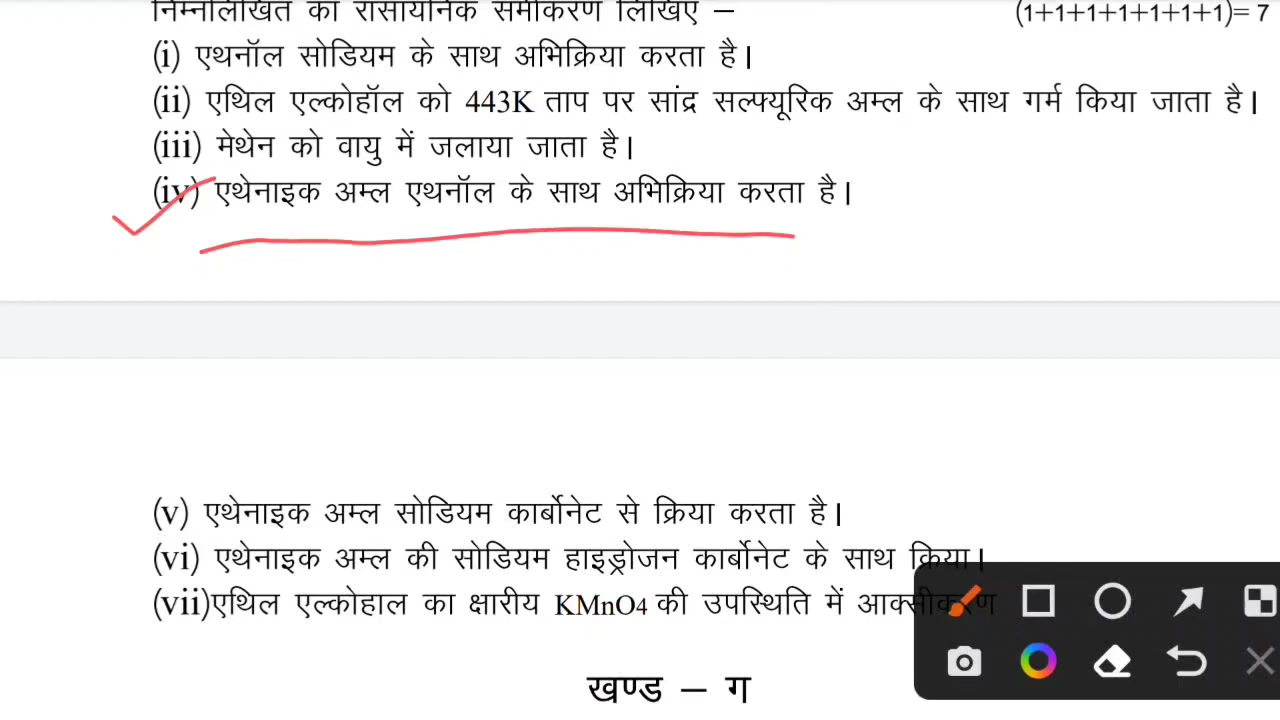 निम्नलिखित का रासायनिक समीकरण लिखिए – (1+1+1+1+1+1+1)= 7
(i) एथनॉल सोडियम के साथ अभिक्रिया करता है।
(ii) एथिल एल्कोहॉल को 443K ताप पर सांद्र सल्फ्यूरिक अम्ल के साथ गर्म किया जाता है।
(iii) मेथेन को वायु में जलाया जाता है।
(iv) एथेनाइक अम्ल एथनॉल के साथ अभिक्रिया करता है।
(v) एथेनाइक अम्ल सोडियम कार्बोनेट से क्रिया करता है।
(vi) एथेनाइक अम्ल की सोडियम हाइड्रोजन कार्बोनेट के साथ क्रिया।
(vii)एथिल एल्कोहाल का क्षारीय KMnO4 की उपस्थिति में आक्सीकरण
खण्ड – ग